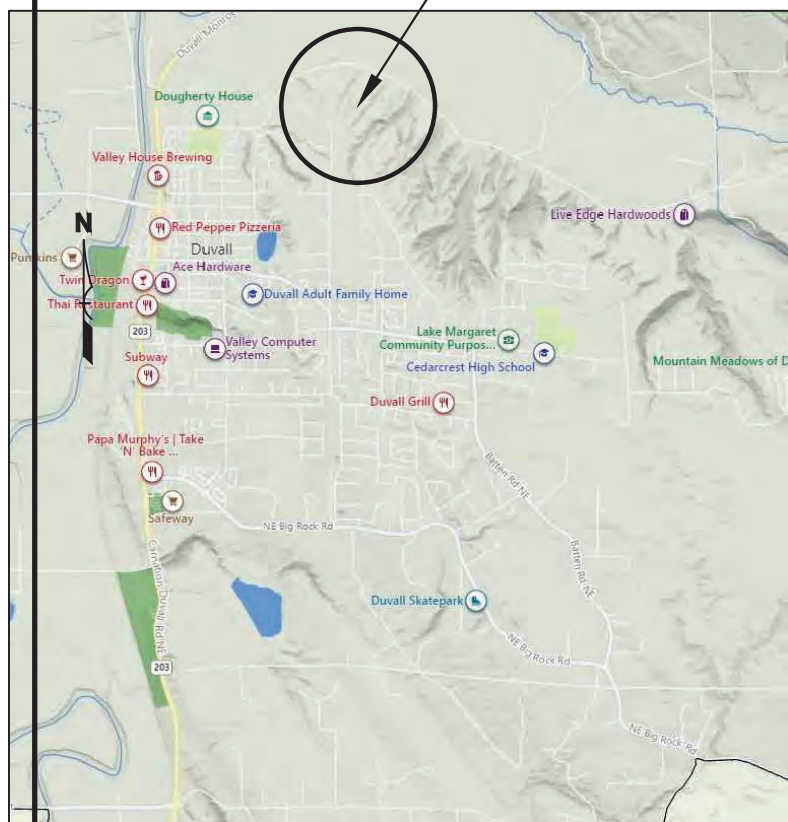 Duvall Monroe
Dougherty House
Valley House Brewing
Live Edge Hardwoods
N
Red Pepper Pizzeria
Duvall
Pumpkins
Ace Hardware
Twin Dragon
Duvall Adult Family Home
Thai Restaurant
203
Lake Margaret
Community Purpos...
Valley Computer
Systems
Subway
Cedarcrest High School
Mountain Meadows of D
Duvall Grill
Papa Murphy's | Take
'N' Bake ...
Batten Rd NE
Safeway
NE Big Rock Rd
Carnation Duvall Rd NE
Batten Rd NE
Duvall Skatepark
NE Big Rock Rd
203
NE Big Rock Rd